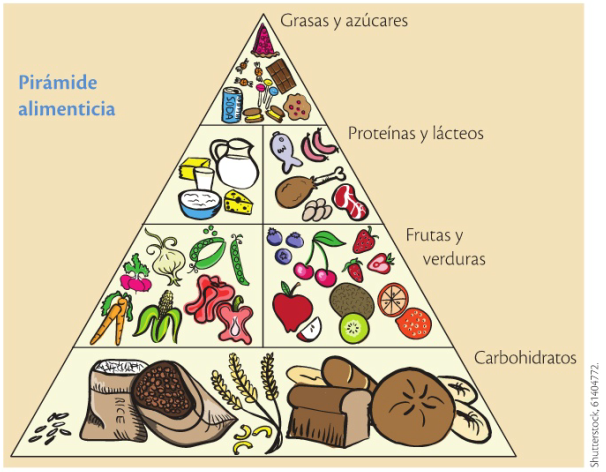 Grasas y azúcares
Pirámide
alimenticia
SODA
Proteínas y lácteos
Frutas y
verduras
Carbohidratos
RICE
Shutterstock, 61404772.